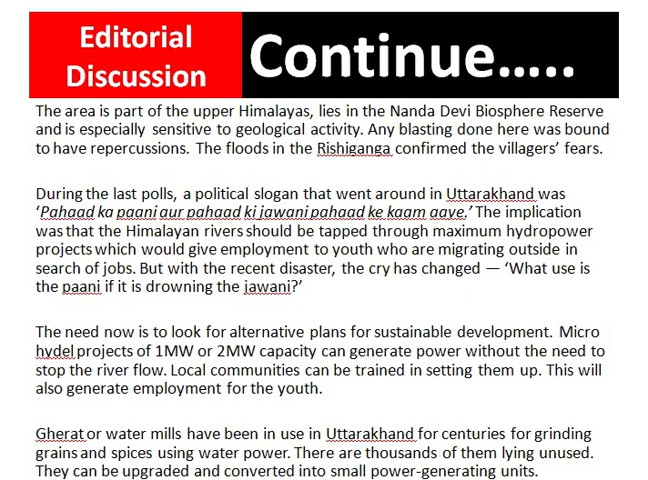 Editorial
Discussion
Continue.....
The area is part of the upper Himalayas, lies in the Nanda Devi Biosphere Reserve
and is especially sensitive to geological activity. Any blasting done here was bound
to have repercussions. The floods in the Rishiganga confirmed the villagers’ fears.
During the last polls, a political slogan that went around in Uttarakhand was
‘Pahaad ka paani aur pahaad ki jawani pahaad ke kaam aave.’ The implication
was that the Himalayan rivers should be tapped through maximum hydropower
projects which would give employment to youth who are migrating outside in
search of jobs. But with the recent disaster, the cry has changed — ‘What use is
the paani if it is drowning the jawani?’
The need now is to look for alternative plans for sustainable development. Micro
hydel projects of 1MW or 2MW capacity can generate power without the need to
stop the river flow. Local communities can be trained in setting them up. This will
also generate employment for the youth.
Gherat or water mills have been in use in Uttarakhand for centuries for grinding
grains and spices using water power. There are thousands of them lying unused.
They can be upgraded and converted into small power-generating units.